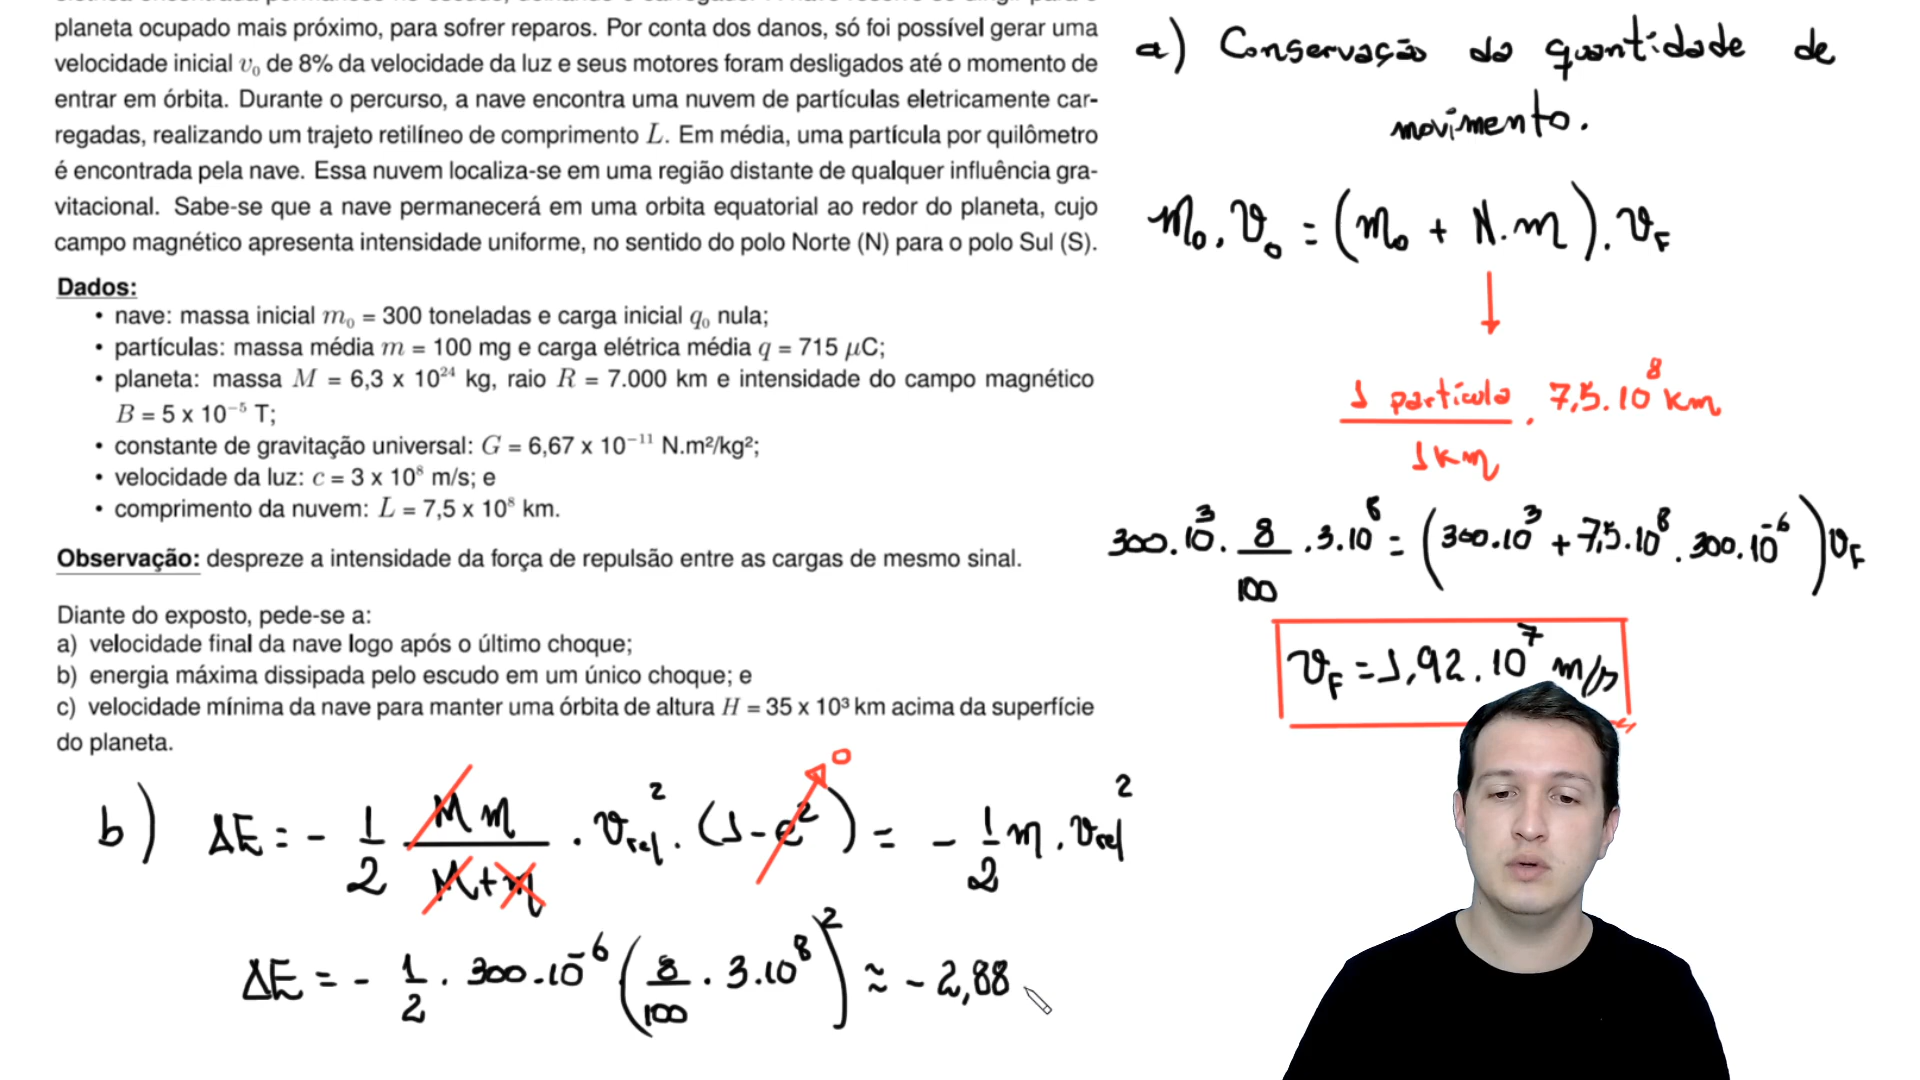 planeta ocupado mais próximo, para sofrer reparos. Por conta dos danos, só foi possível gerar uma
velocidade inicial v₀ de 8% da velocidade da luz e seus motores foram desligados até o momento de
entrar em órbita. Durante o percurso, a nave encontra uma nuvem de partículas eletricamente car-
regadas, realizando um trajeto retilíneo de comprimento L. Em média, uma partícula por quilômetro
é encontrada pela nave. Essa nuvem localiza-se em uma região distante de qualquer influência gra-
vitacional. Sabe-se que a nave permanecerá em uma orbita equatorial ao redor do planeta, cujo
campo magnético apresenta intensidade uniforme, no sentido do polo Norte (N) para o polo Sul (S).
Dados:
• nave: massa inicial m₀ = 300 toneladas e carga inicial q₀ nula;
• partículas: massa média m = 100 mg e carga elétrica média q = 715 μC;
• planeta: massa M = 6,3 x 10²⁴ kg, raio R = 7.000 km e intensidade do campo magnético
B = 5 x 10⁻⁵ T;
• constante de gravitação universal: G = 6,67 x 10⁻¹¹ N.m²/kg²;
• velocidade da luz: c = 3 x 10⁸ m/s; e
• comprimento da nuvem: L = 7,5 x 10⁸ km.
Observação: despreze a intensidade da força de repulsão entre as cargas de mesmo sinal.
Diante do exposto, pede-se a:
a) velocidade final da nave logo após o último choque;
b) energia máxima dissipada pelo escudo em um único choque; e
c) velocidade mínima da nave para manter uma órbita de altura H = 35 x 10³ km acima da superfície
do planeta.
a) Conservação da quantidade de
movimento.
m₀.v₀ = (m₀ + N.m).v_F
1 partícula/1km . 7,5.10⁸ km
300.10³. 8/100 .3.10⁸ = (300.10³ + 7,5.10⁸. 300.10⁻⁶)v_F
v_F = 1,92.10⁷ m/s
b) ΔE = - 1/2 Mm/(M+m) . v_rel². (1-e²) 0 = - 1/2 m.v_rel²
ΔE = - 1/2 . 300.10⁻⁶ (8/100 . 3.10⁸)² ≈ - 2,88